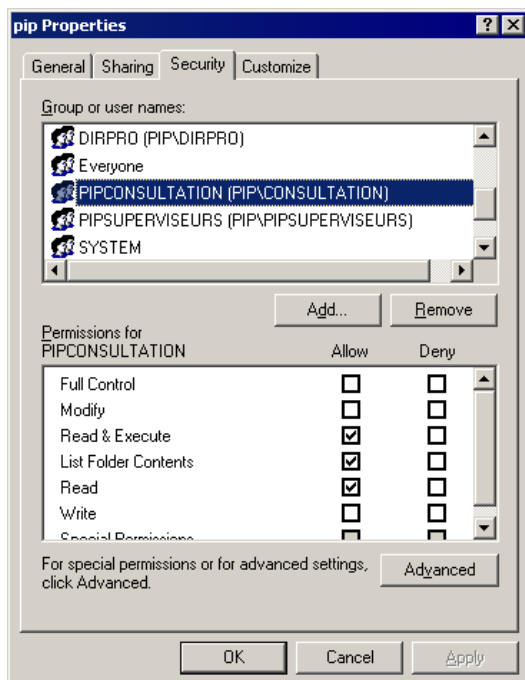 pip Properties
General Sharing Security Customize
Group or user names:
DIRPRO (PIP\DIRPRO)
Everyone
PIPCONSULTATION (PIP\CONSULTATION)
PIPSUPERVISEURS (PIP\PIPSUPERVISEURS)
SYSTEM
Add... Remove
Permissions for
PIPCONSULTATION Allow Deny
Full Control
Modify
Read & Execute
List Folder Contents
Read
Write
Special Permissions
For special permissions or for advanced settings,
click Advanced. Advanced
OK Cancel Apply